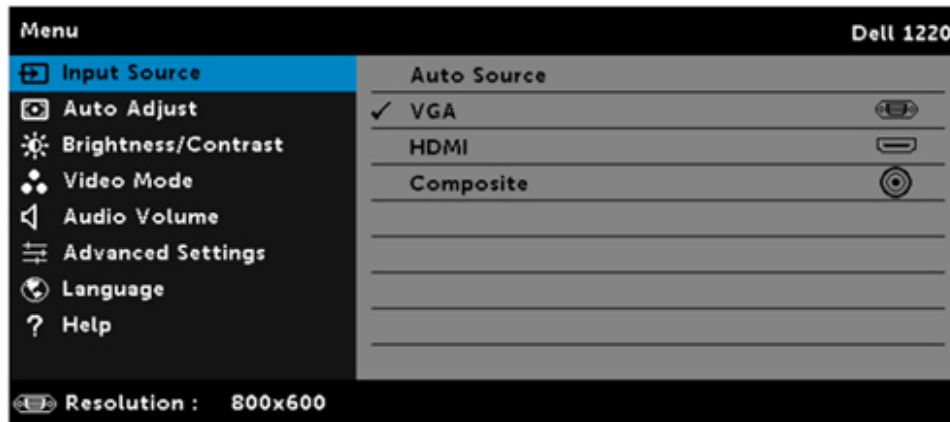 Menu Dell 1220
Input Source
Auto Adjust
Brightness/Contrast
Video Mode
Audio Volume
Advanced Settings
Language
? Help
Auto Source
✓ VGA
HDMI
Composite
Resolution : 800x600